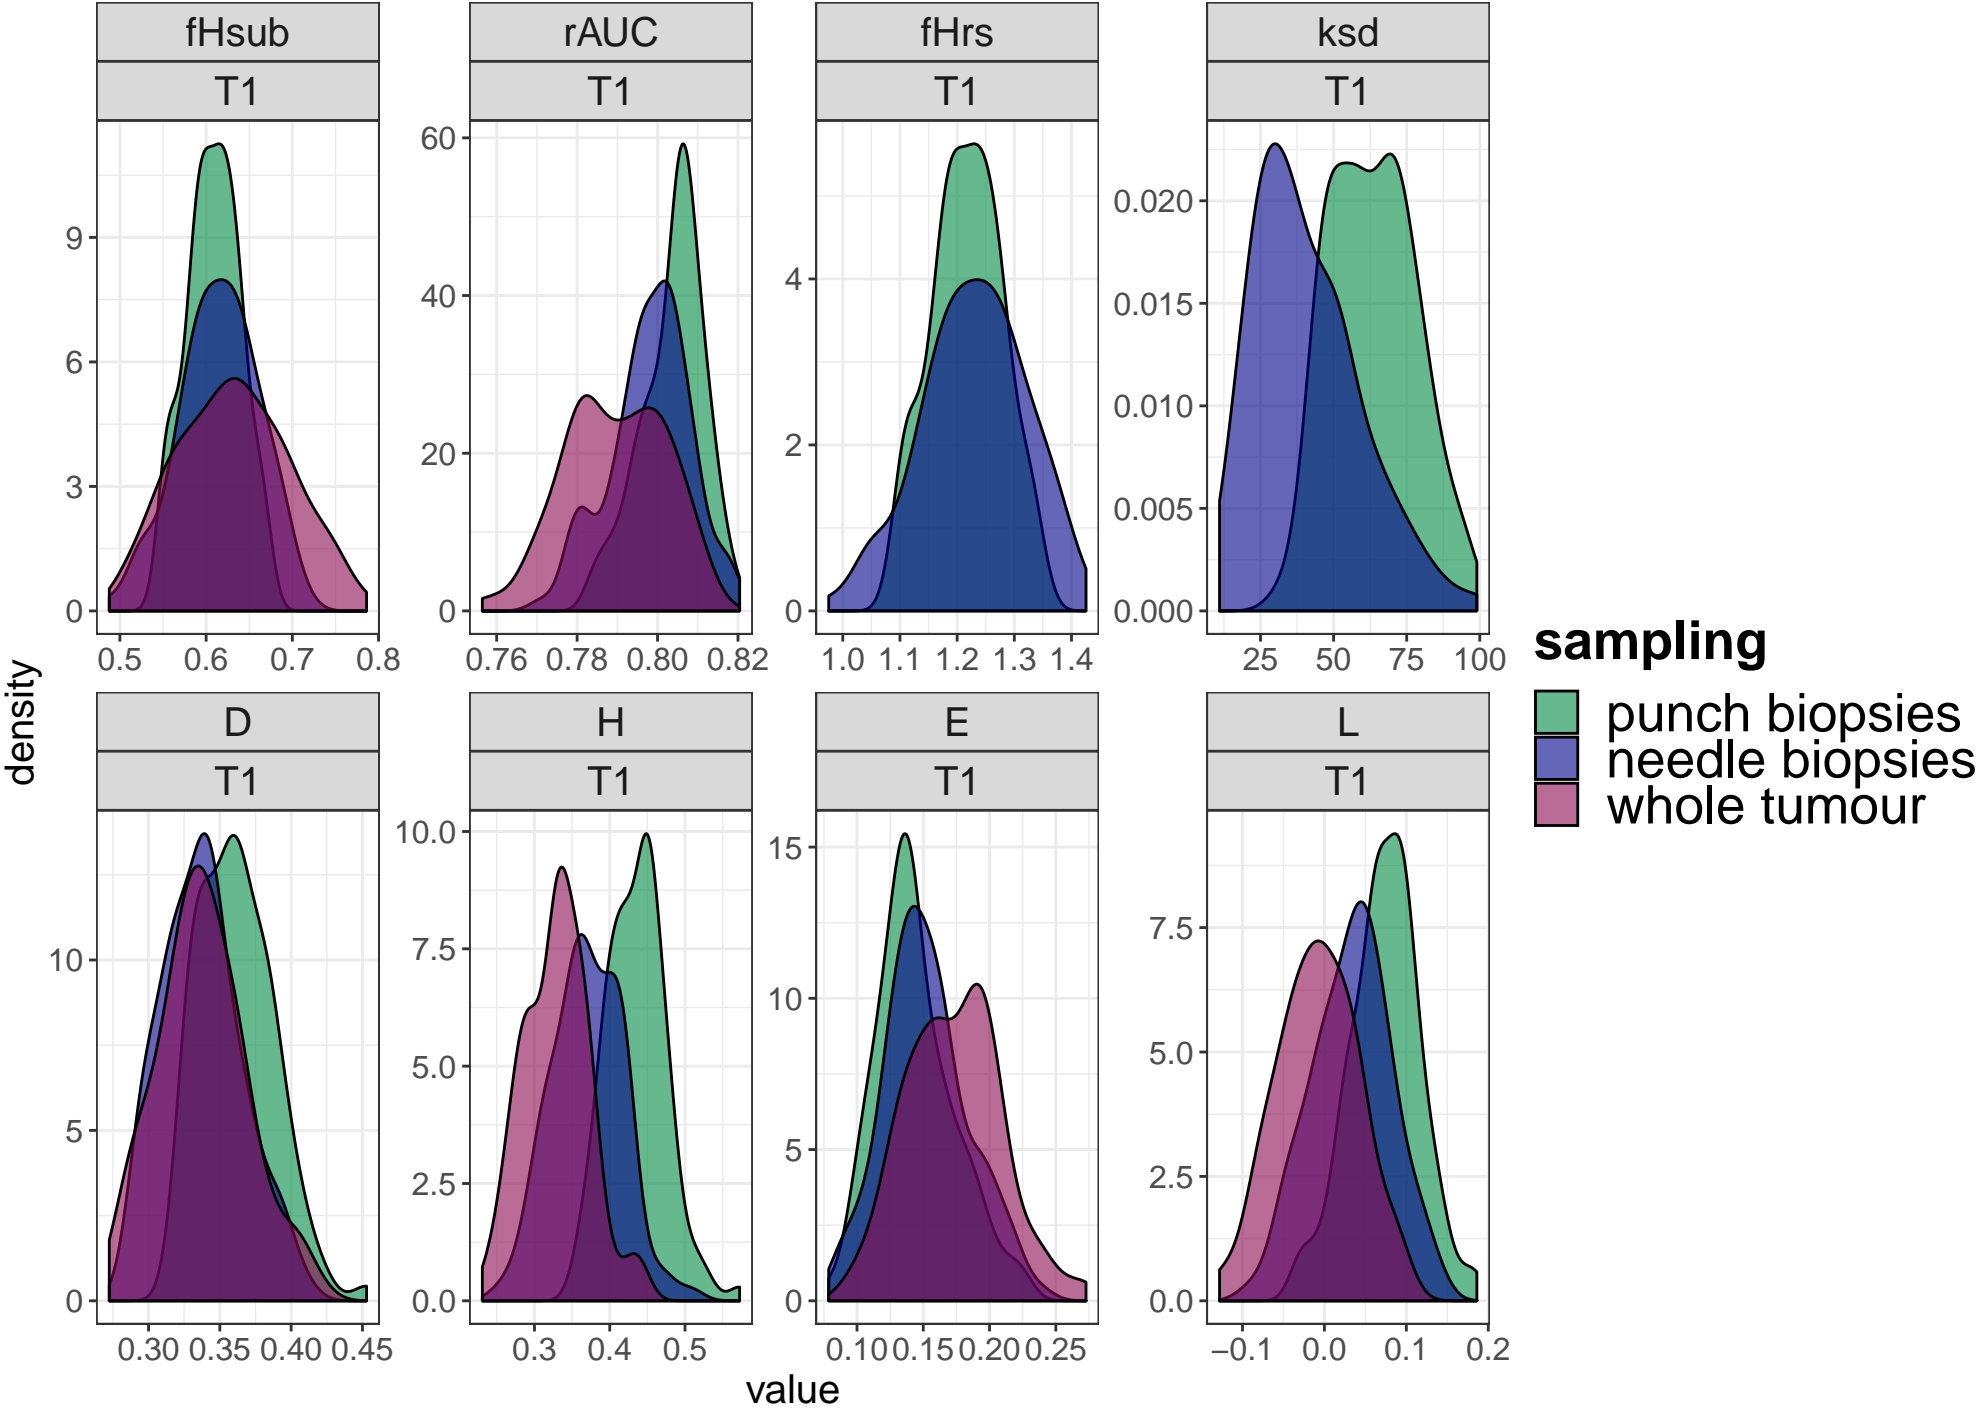 fHsub rAUC fHrs ksd
T1 T1 T1 T1
60
9 40 4 0.020
0.015
6 20 2 0.010
3 0.005
0 0 0 0.000
0.5 0.6 0.7 0.8 0.76 0.78 0.80 0.82 1.0 1.1 1.2 1.3 1.4 25 50 75 100
density
D H E L
T1 T1 T1 T1
10.0 15
10 7.5 10 7.5
5.0 5.0
5 2.5 5 2.5
0 0.0 0 0.0
0.30 0.35 0.40 0.45 0.3 0.4 0.5 0.10 0.15 0.20 0.25 −0.1 0.0 0.1 0.2
value
sampling
punch biopsies
needle biopsies
whole tumour